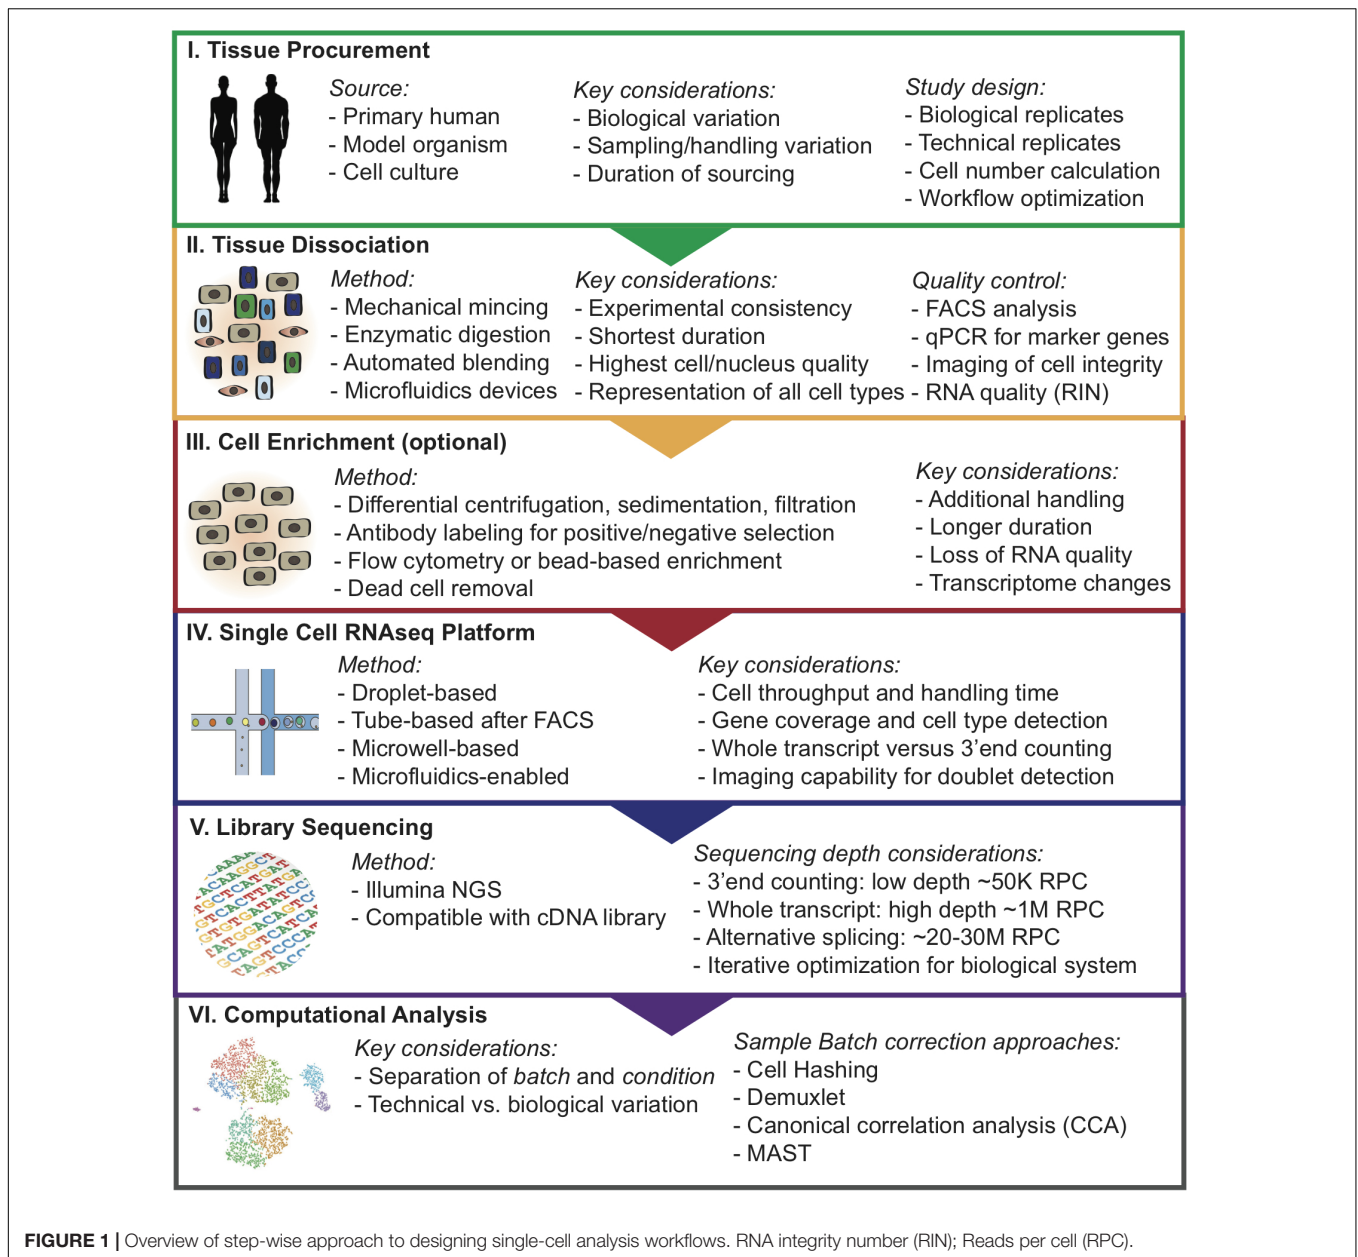 I. Tissue Procurement
Source:
- Primary human
- Model organism
- Cell culture
Key considerations:
- Biological variation
- Sampling/handling variation
- Duration of sourcing
Study design:
- Biological replicates
- Technical replicates
- Cell number calculation
- Workflow optimization
II. Tissue Dissociation
Method:
- Mechanical mincing
- Enzymatic digestion
- Automated blending
- Microfluidics devices
Key considerations:
- Experimental consistency
- Shortest duration
- Highest cell/nucleus quality
- Representation of all cell types
Quality control:
- FACS analysis
- qPCR for marker genes
- Imaging of cell integrity
- RNA quality (RIN)
III. Cell Enrichment (optional)
Method:
- Differential centrifugation, sedimentation, filtration
- Antibody labeling for positive/negative selection
- Flow cytometry or bead-based enrichment
- Dead cell removal
Key considerations:
- Additional handling
- Longer duration
- Loss of RNA quality
- Transcriptome changes
IV. Single Cell RNAseq Platform
Method:
- Droplet-based
- Tube-based after FACS
- Microwell-based
- Microfluidics-enabled
Key considerations:
- Cell throughput and handling time
- Gene coverage and cell type detection
- Whole transcript versus 3’end counting
- Imaging capability for doublet detection
V. Library Sequencing
Method:
- Illumina NGS
- Compatible with cDNA library
Sequencing depth considerations:
- 3’end counting: low depth ~50K RPC
- Whole transcript: high depth ~1M RPC
- Alternative splicing: ~20-30M RPC
- Iterative optimization for biological system
VI. Computational Analysis
Key considerations:
- Separation of batch and condition
- Technical vs. biological variation
Sample Batch correction approaches:
- Cell Hashing
- Demuxlet
- Canonical correlation analysis (CCA)
- MAST
FIGURE 1 | Overview of step-wise approach to designing single-cell analysis workflows. RNA integrity number (RIN); Reads per cell (RPC).